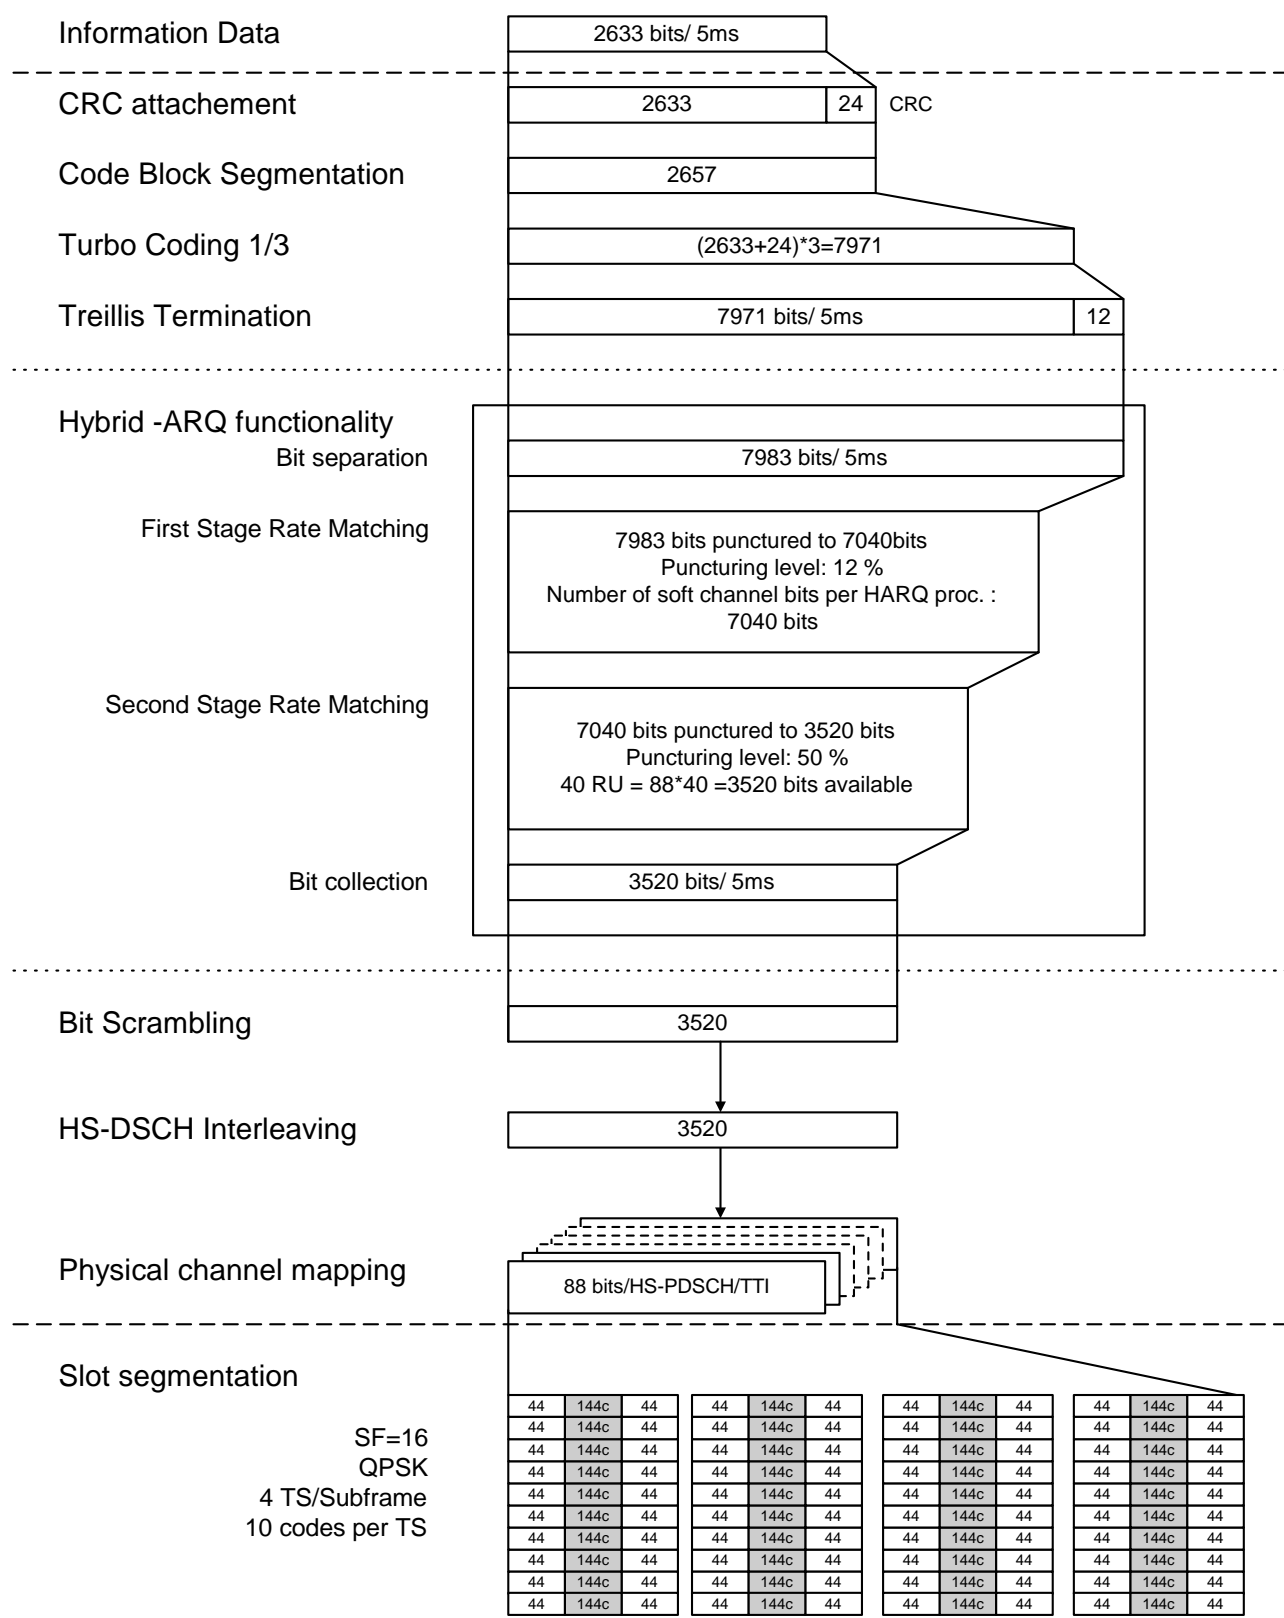 Information Data
2633 bits/ 5ms
CRC attachement
2633 24 CRC
Code Block Segmentation
2657
Turbo Coding 1/3
(2633+24)*3=7971
Treillis Termination
7971 bits/ 5ms 12
Hybrid -ARQ functionality
Bit separation
7983 bits/ 5ms
First Stage Rate Matching
7983 bits punctured to 7040bits
Puncturing level: 12 %
Number of soft channel bits per HARQ proc. :
7040 bits
Second Stage Rate Matching
7040 bits punctured to 3520 bits
Puncturing level: 50 %
40 RU = 88*40 =3520 bits available
Bit collection
3520 bits/ 5ms
Bit Scrambling
3520
HS-DSCH Interleaving
3520
Physical channel mapping
88 bits/HS-PDSCH/TTI
Slot segmentation
SF=16
QPSK
4 TS/Subframe
10 codes per TS
44 144c 44 44 144c 44 44 144c 44 44 144c 44
44 144c 44 44 144c 44 44 144c 44 44 144c 44
44 144c 44 44 144c 44 44 144c 44 44 144c 44
44 144c 44 44 144c 44 44 144c 44 44 144c 44
44 144c 44 44 144c 44 44 144c 44 44 144c 44
44 144c 44 44 144c 44 44 144c 44 44 144c 44
44 144c 44 44 144c 44 44 144c 44 44 144c 44
44 144c 44 44 144c 44 44 144c 44 44 144c 44
44 144c 44 44 144c 44 44 144c 44 44 144c 44
44 144c 44 44 144c 44 44 144c 44 44 144c 44